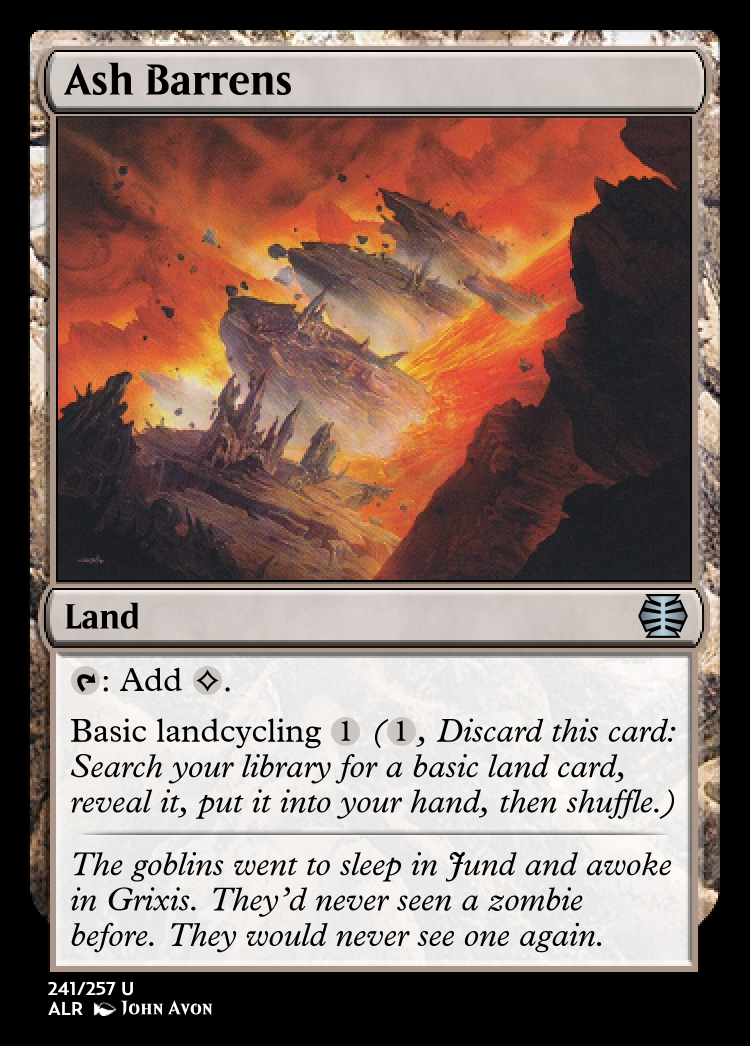 Ash Barrens
Land
: Add .
Basic landcycling 1 (1, Discard this card:
Search your library for a basic land card,
reveal it, put it into your hand, then shuffle.)
The goblins went to sleep in Jund and awoke
in Grixis. They’d never seen a zombie
before. They would never see one again.
241/257 U
ALR John Avon